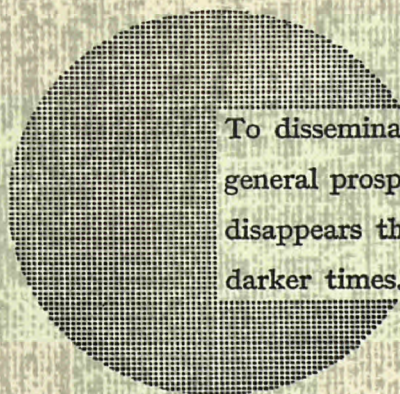 To dissemina
general prosp
disappears th
darker times.